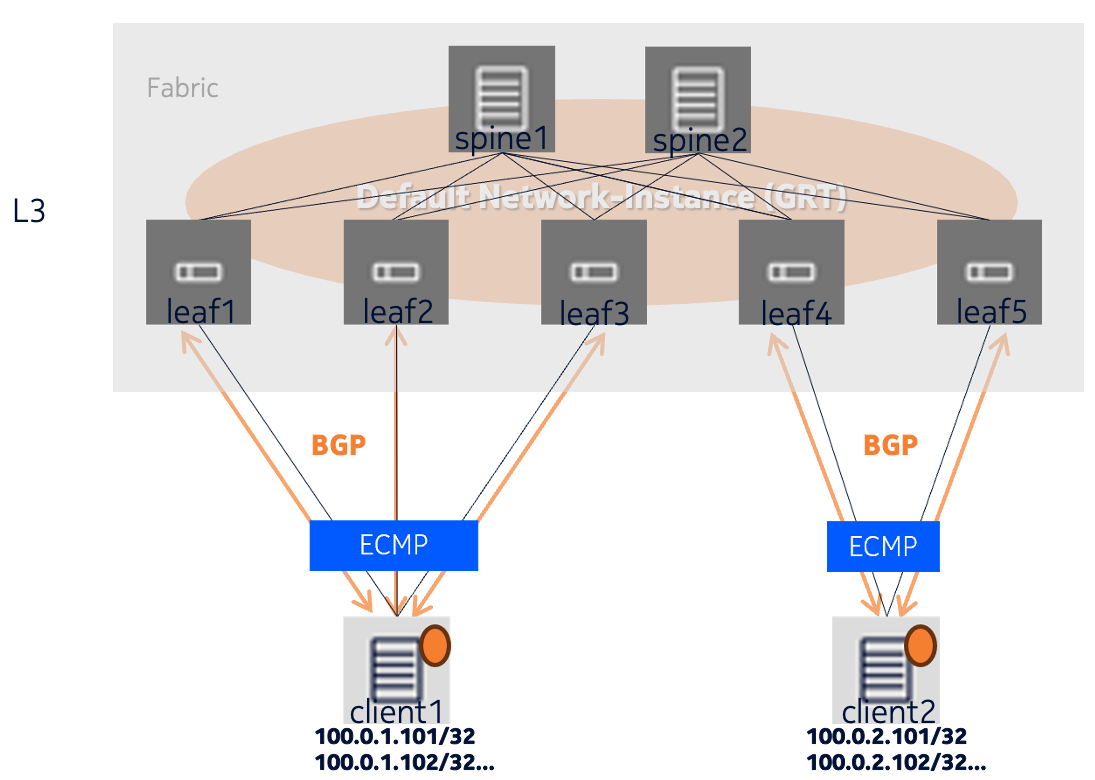 Fabric
spine1
spine2
Default Network-Instance (GRT)
L3
leaf1
leaf2
leaf3
leaf4
leaf5
BGP
BGP
ECMP
ECMP
client1
100.0.1.101/32
100.0.1.102/32...
client2
100.0.2.101/32
100.0.2.102/32...